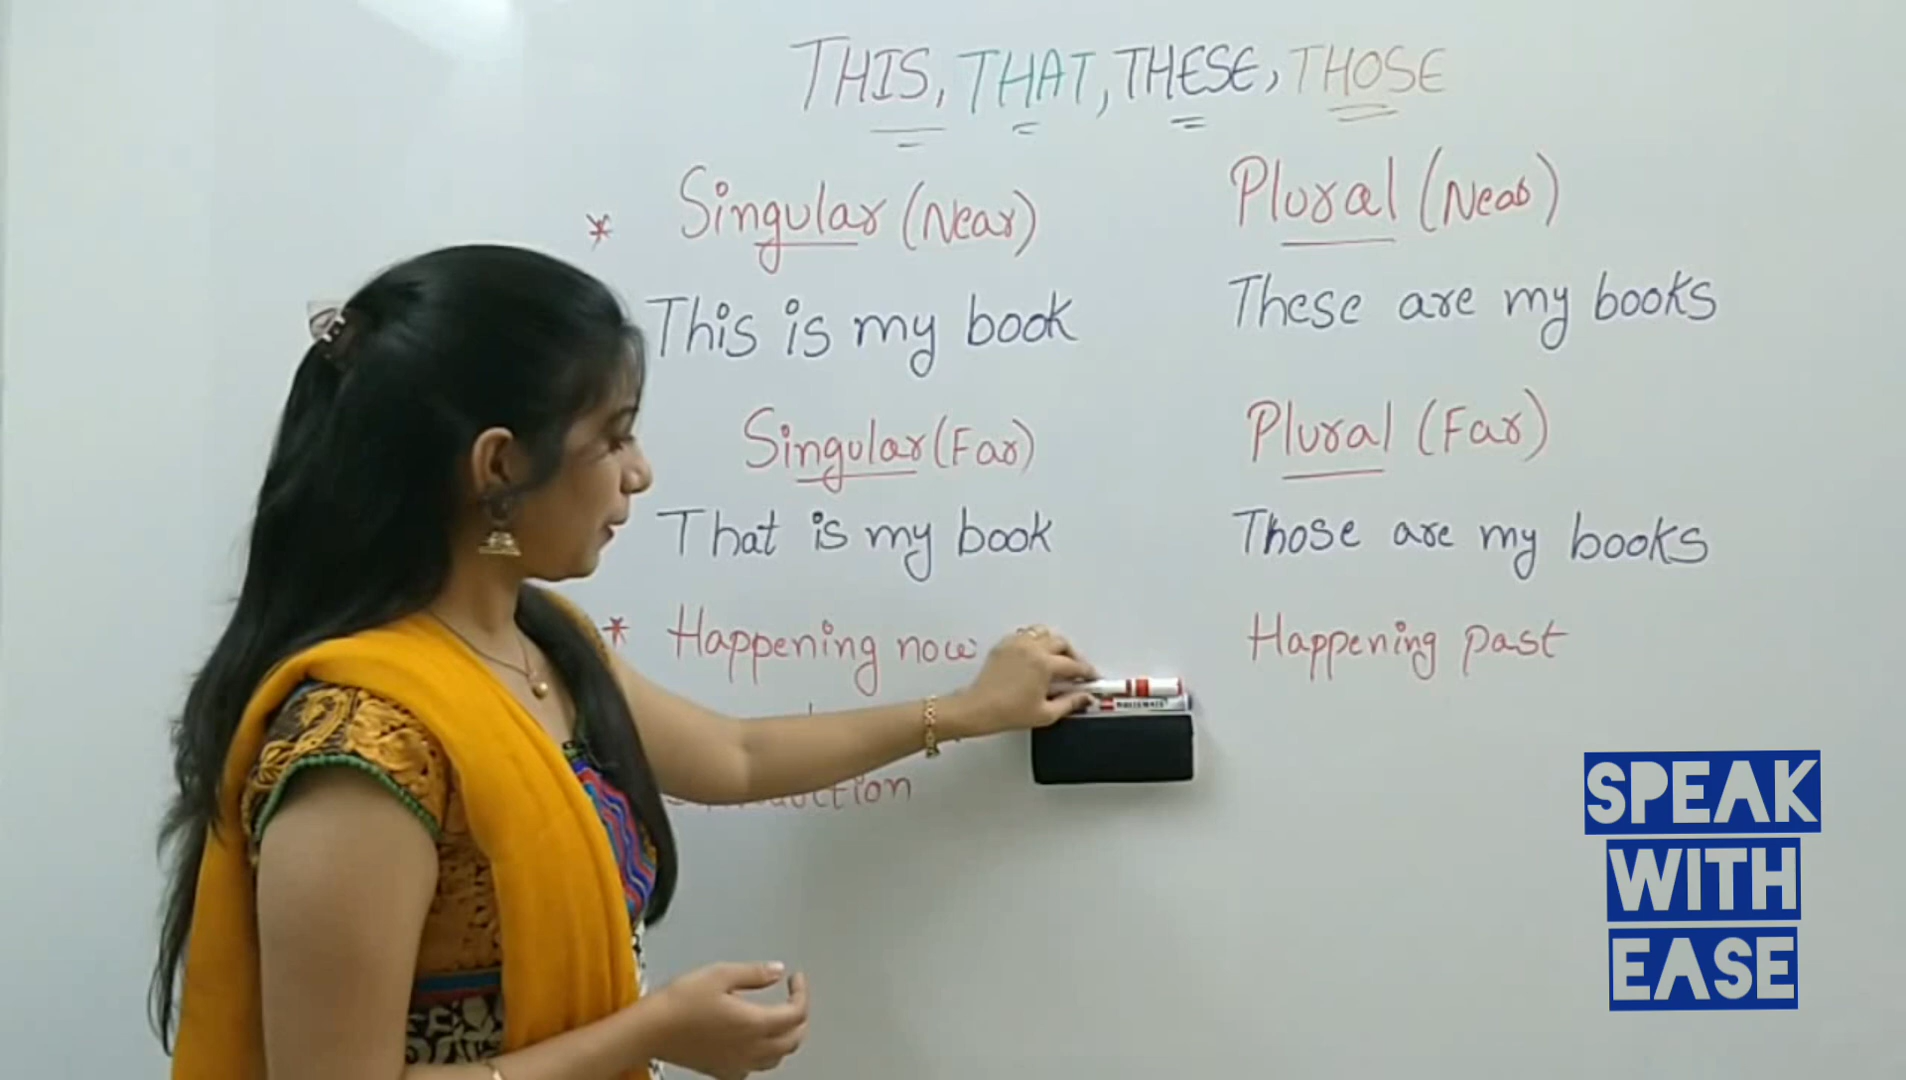 THIS, THAT, THESE, THOSE
* Singular (Near)
Plural (Near)
This is my book
These are my books
Singular (Far)
Plural (Far)
That is my book
Those are my books
* Happening now
Happening past
SPEAK
WITH
EASE